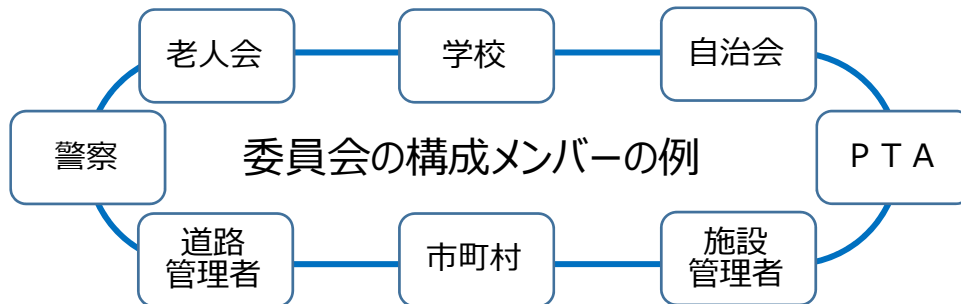 老人会
学校
自治会
警察
委員会の構成メンバーの例
ＰＴＡ
道路
管理者
市町村
施設
管理者